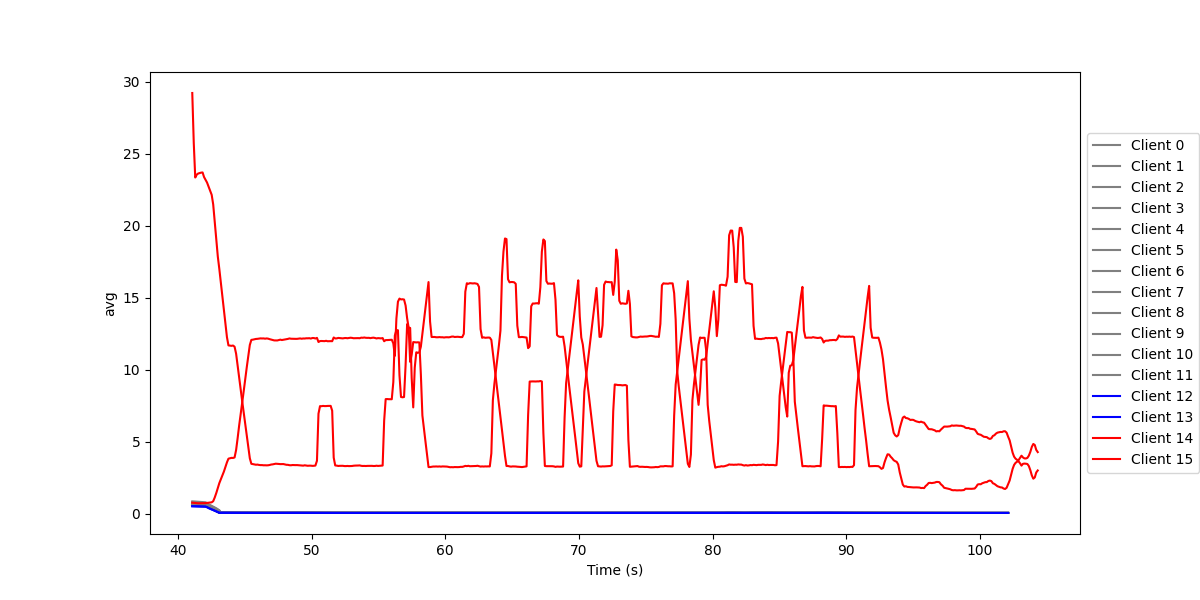 30
25
20
15
10
5
0
avg
40
50
60
70
80
90
100
Time (s)
Client 0
Client 1
Client 2
Client 3
Client 4
Client 5
Client 6
Client 7
Client 8
Client 9
Client 10
Client 11
Client 12
Client 13
Client 14
Client 15